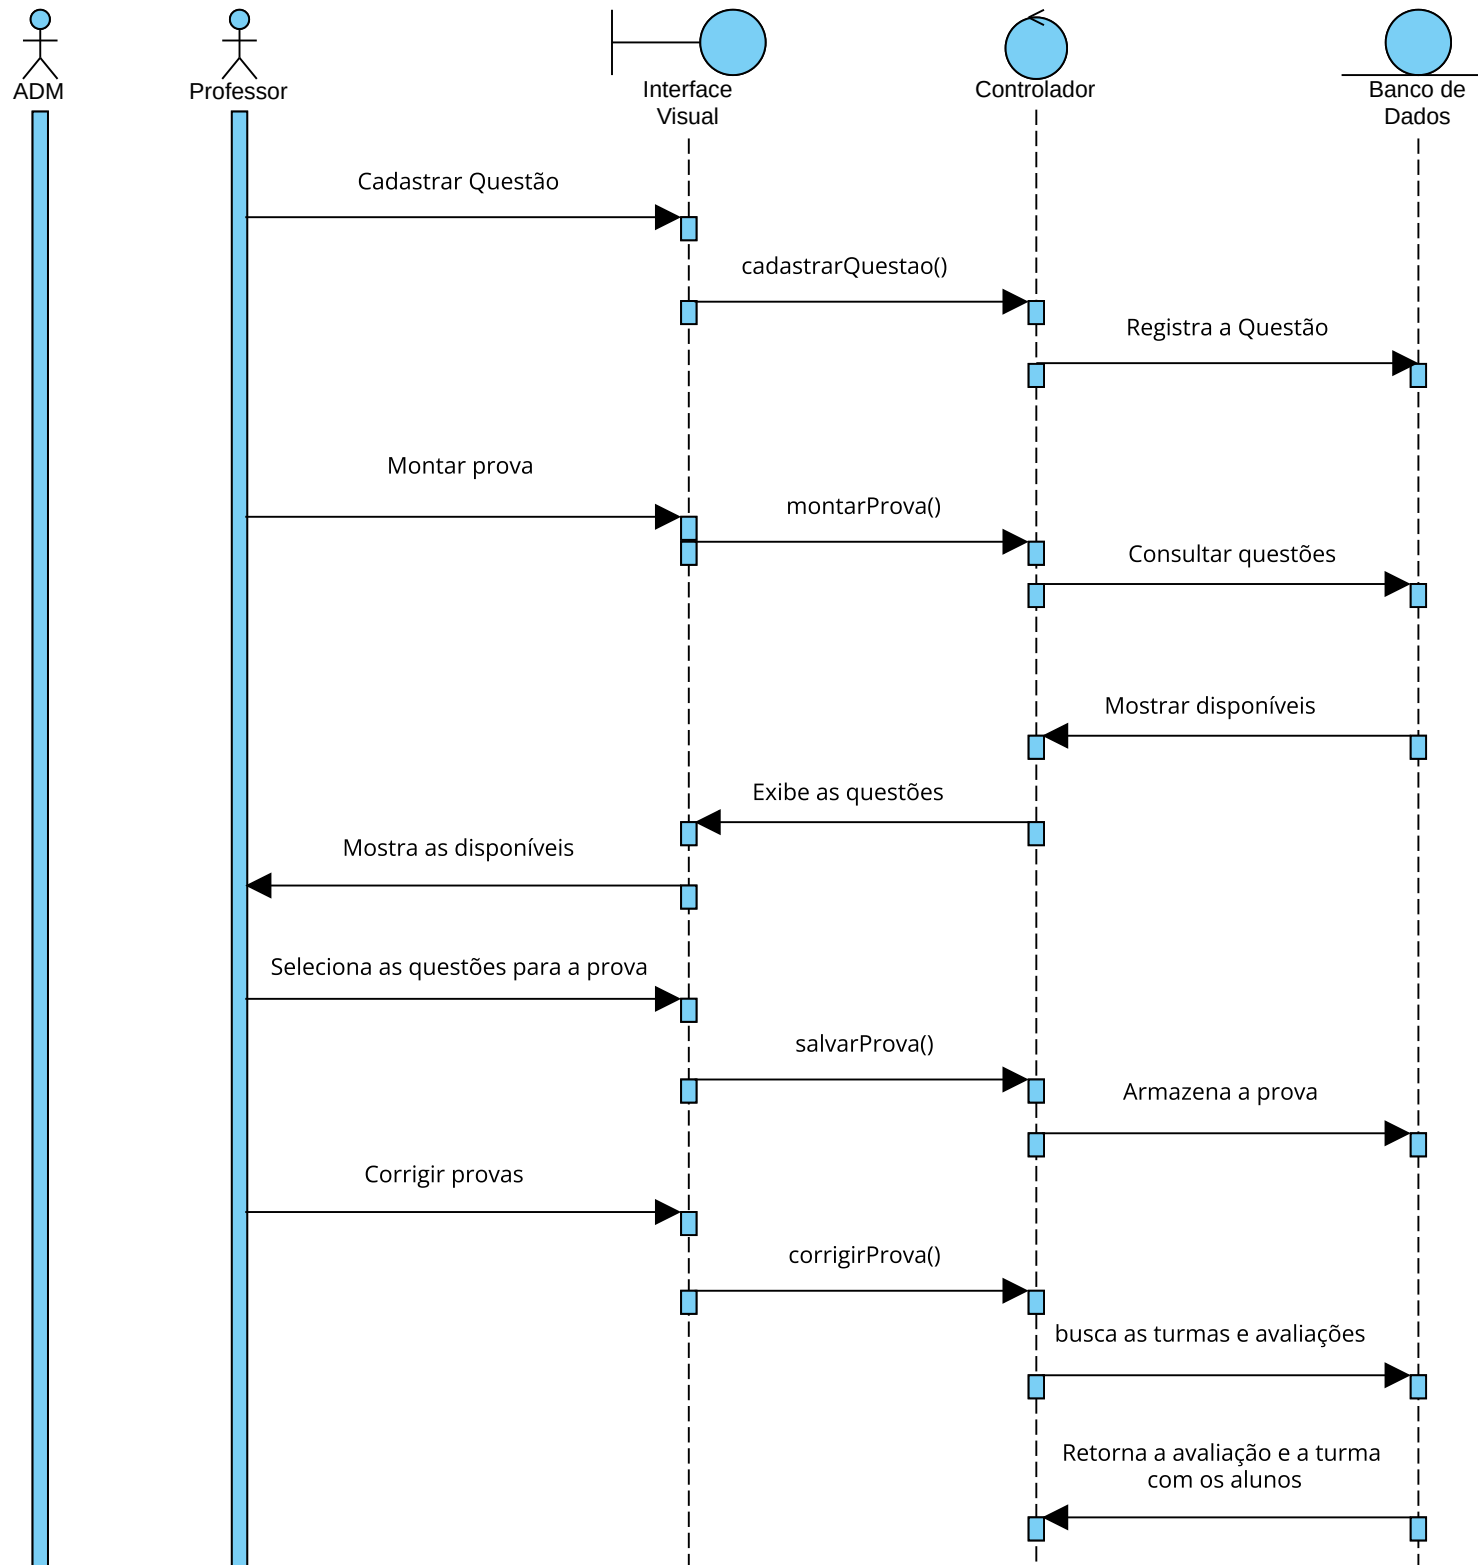 ADM
Professor
Interface
Visual
Controlador
Banco de
Dados
Cadastrar Questão
cadastrarQuestao()
Registra a Questão
Montar prova
montarProva()
Consultar questões
Mostrar disponíveis
Exibe as questões
Mostra as disponíveis
Seleciona as questões para a prova
salvarProva()
Armazena a prova
Corrigir provas
corrigirProva()
busca as turmas e avaliações
Retorna a avaliação e a turma
com os alunos